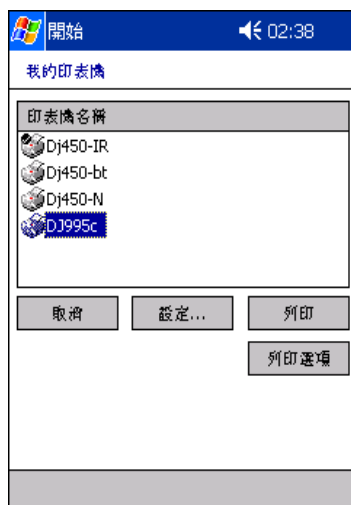 開始 02:38
我的印表機
印表機名稱
Dj450-IR
Dj450-bt
Dj450-N
DJ995c
取消 設定... 列印
列印選項